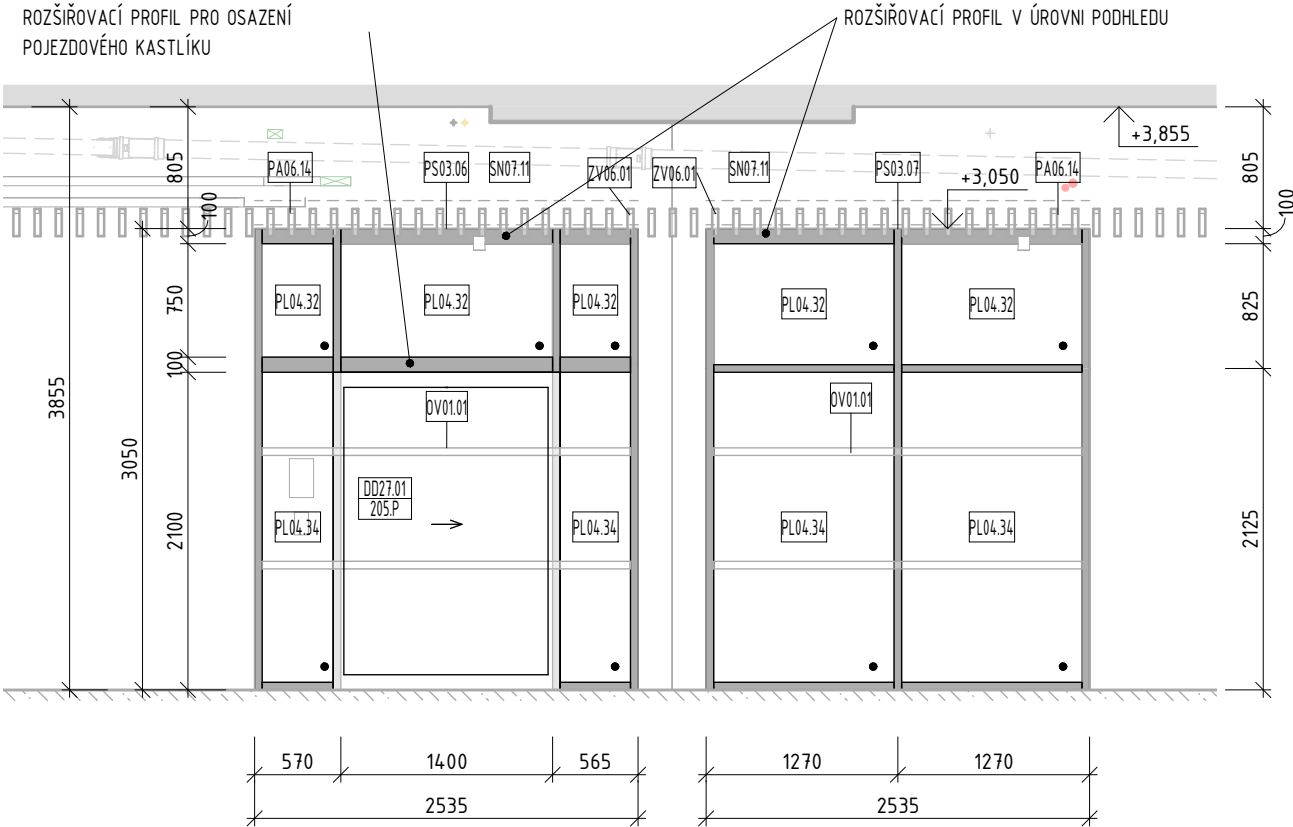 ROZŠIŘOVACÍ PROFIL PRO OSAZENÍ
POJEZDOVÉHO KASTLÍKU
ROZŠIŘOVACÍ PROFIL V ÚROVNI PODHLEDU
+3,855
+3,050
PA06.14
PS03.06
SN07.11
ZV06.01
ZV06.01
SN07.11
PS03.07
PA06.14
805
100
750
100
2100
3855
3050
805
100
825
2125
PL04.32
PL04.32
PL04.32
PL04.32
PL04.32
OV01.01
OV01.01
DD27.01
205.P
PL04.34
PL04.34
PL04.34
PL04.34
570
1400
565
1270
1270
2535
2535